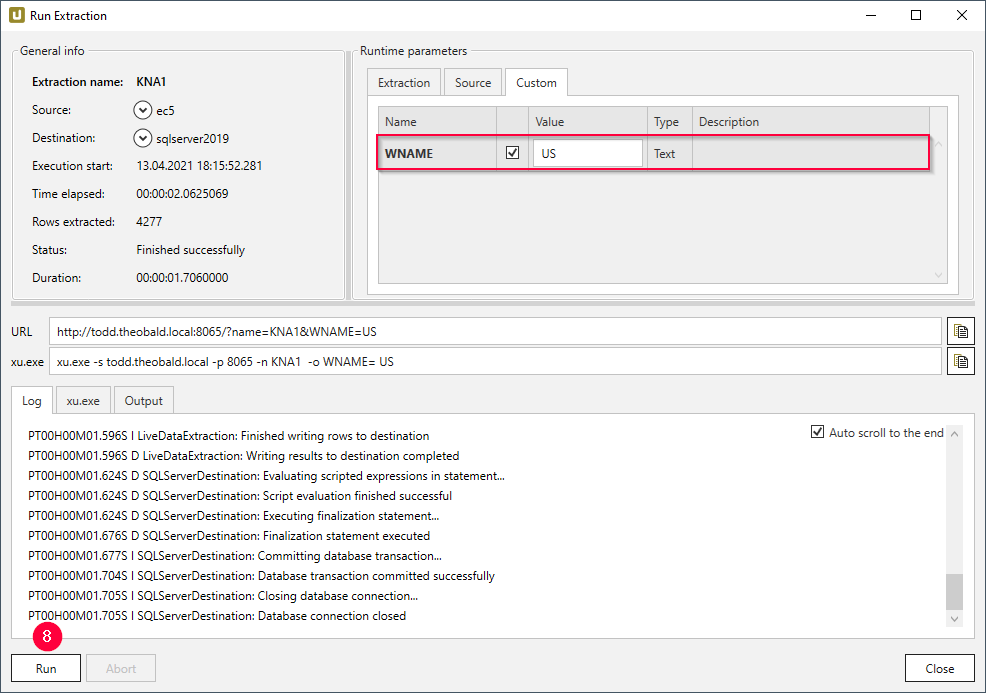 Run Extraction
General info
Extraction name: KNA1
Source: ec5
Destination: sqlserver2019
Execution start: 13.04.2021 18:15:52.281
Time elapsed: 00:00:02.0625069
Rows extracted: 4277
Status: Finished successfully
Duration: 00:00:01.7060000
Runtime parameters
Extraction Source Custom
Name Value Type Description
WNAME US Text
URL http://todd.theobald.local:8065/?name=KNA1&WNAME=US
xu.exe xu.exe -s todd.theobald.local -p 8065 -n KNA1 -o WNAME= US
Log xu.exe Output
Auto scroll to the end
PT00H00M01.596S I LiveDataExtraction: Finished writing rows to destination
PT00H00M01.596S D LiveDataExtraction: Writing results to destination completed
PT00H00M01.624S D SQLServerDestination: Evaluating scripted expressions in statement...
PT00H00M01.624S D SQLServerDestination: Script evaluation finished successful
PT00H00M01.624S D SQLServerDestination: Executing finalization statement...
PT00H00M01.676S D SQLServerDestination: Finalization statement executed
PT00H00M01.677S I SQLServerDestination: Committing database transaction...
PT00H00M01.704S I SQLServerDestination: Database transaction committed successfully
PT00H00M01.705S I SQLServerDestination: Closing database connection...
PT00H00M01.705S I SQLServerDestination: Database connection closed
8
Run Abort Close